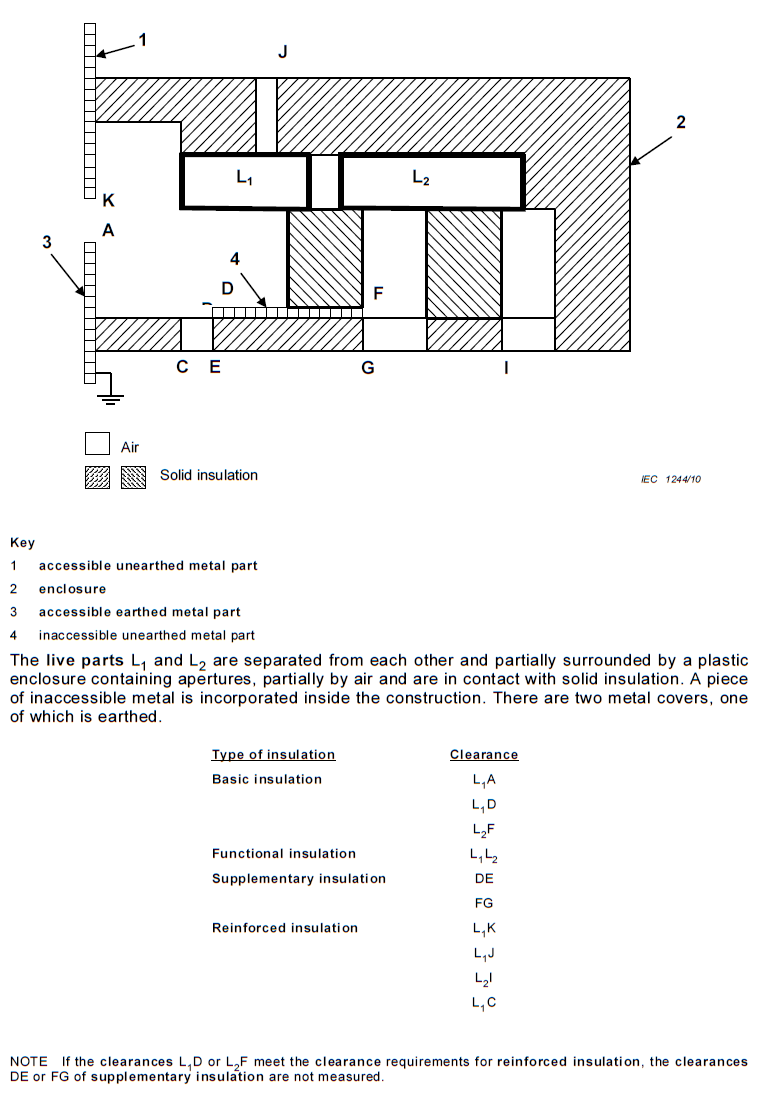 1
J
2
L₁
L₂
K
A
3
4
D
F
C
E
G
I
Air
Solid insulation
IEC 1244/10
Key
1 accessible unearthed metal part
2 enclosure
3 accessible earthed metal part
4 inaccessible unearthed metal part
The live parts L₁ and L₂ are separated from each other and partially surrounded by a plastic
enclosure containing apertures, partially by air and are in contact with solid insulation. A piece
of inaccessible metal is incorporated inside the construction. There are two metal covers, one
of which is earthed.
Type of insulation Clearance
Basic insulation L₁A
L₁D
L₂F
Functional insulation L₁L₂
Supplementary insulation DE
FG
Reinforced insulation L₁K
L₁J
L₂I
L₁C
NOTE If the clearances L₁D or L₂F meet the clearance requirements for reinforced insulation, the clearances
DE or FG of supplementary insulation are not measured.